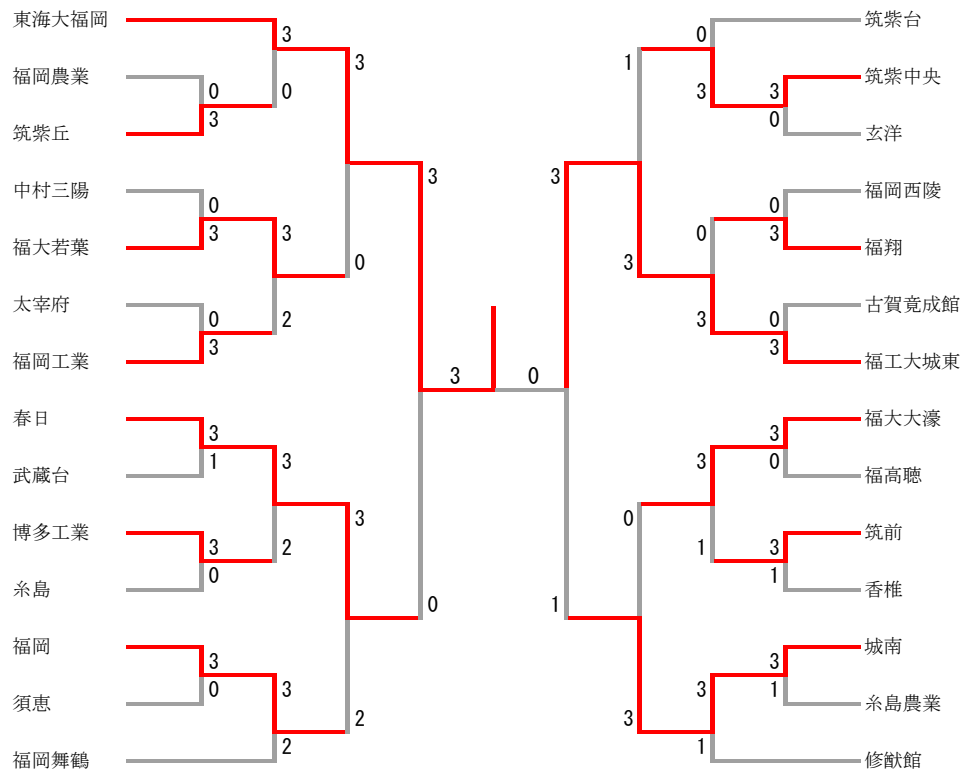 東海大福岡
3
3
福岡農業
0
0
3
筑紫丘
中村三陽
0
3
3
福大若葉
0
3
太宰府
0
2
3
福岡工業
春日
3
1
3
武蔵台
3
博多工業
3
0
2
糸島
0
福岡
3
0
3
須恵
2
2
福岡舞鶴
3
0
筑紫台
0
1
筑紫中央
3
3
0
玄洋
福岡西陵
0
3
0
福翔
3
3
古賀竟成館
0
3
3
福工大城東
福大大濠
3
0
3
福高聴
0
筑前
3
1
1
香椎
1
城南
3
1
3
糸島農業
3
1
修猷館